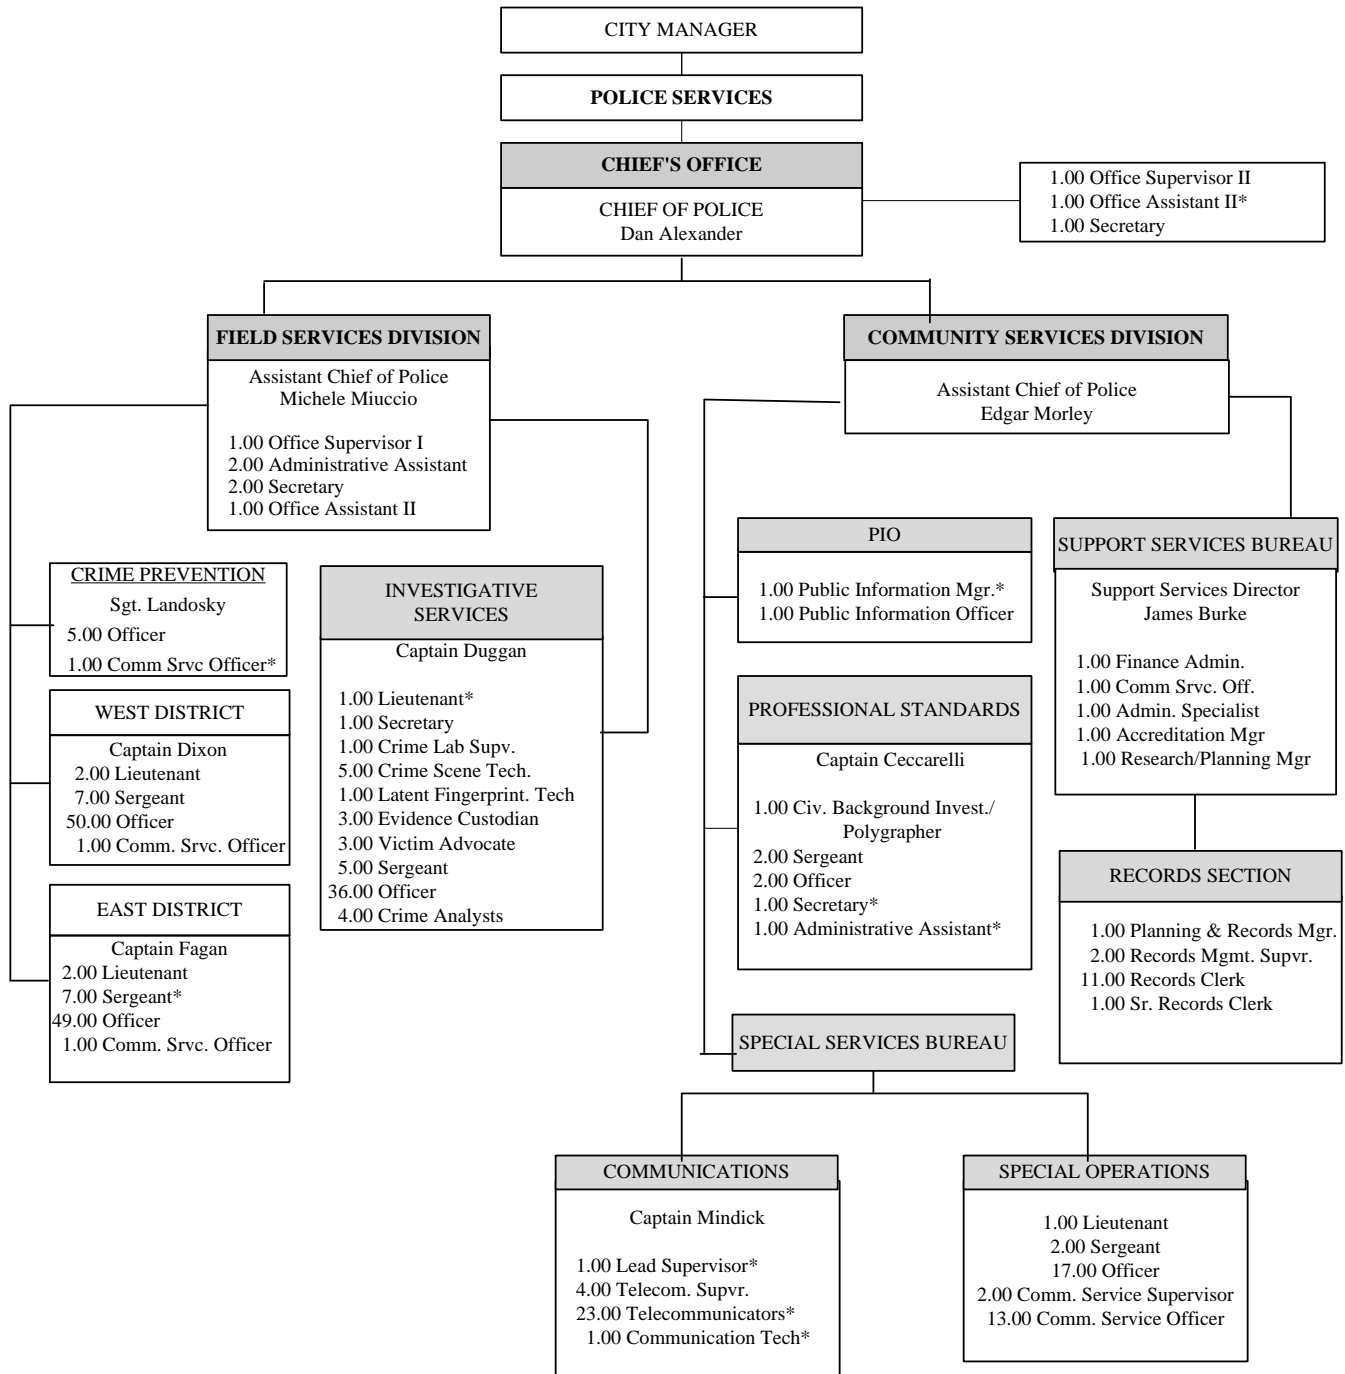 CITY MANAGER
POLICE SERVICES
CHIEF'S OFFICE
CHIEF OF POLICE
Dan Alexander
1.00 Office Supervisor II
1.00 Office Assistant II*
1.00 Secretary
FIELD SERVICES DIVISION
Assistant Chief of Police
Michele Miuccio
1.00 Office Supervisor I
2.00 Administrative Assistant
2.00 Secretary
1.00 Office Assistant II
COMMUNITY SERVICES DIVISION
Assistant Chief of Police
Edgar Morley
CRIME PREVENTION
Sgt. Landosky
5.00 Officer
1.00 Comm Srvc Officer*
WEST DISTRICT
Captain Dixon
2.00 Lieutenant
7.00 Sergeant
50.00 Officer
1.00 Comm. Srvc. Officer
EAST DISTRICT
Captain Fagan
2.00 Lieutenant
7.00 Sergeant*
49.00 Officer
1.00 Comm. Srvc. Officer
INVESTIGATIVE
SERVICES
Captain Duggan
1.00 Lieutenant*
1.00 Secretary
1.00 Crime Lab Supv.
5.00 Crime Scene Tech.
1.00 Latent Fingerprint. Tech
3.00 Evidence Custodian
3.00 Victim Advocate
5.00 Sergeant
36.00 Officer
4.00 Crime Analysts
PIO
1.00 Public Information Mgr.*
1.00 Public Information Officer
PROFESSIONAL STANDARDS
Captain Ceccarelli
1.00 Civ. Background Invest./
Polygrapher
2.00 Sergeant
2.00 Officer
1.00 Secretary*
1.00 Administrative Assistant*
SUPPORT SERVICES BUREAU
Support Services Director
James Burke
1.00 Finance Admin.
1.00 Comm Srvc. Off.
1.00 Admin. Specialist
1.00 Accreditation Mgr
1.00 Research/Planning Mgr
RECORDS SECTION
1.00 Planning & Records Mgr.
2.00 Records Mgmt. Supvr.
11.00 Records Clerk
1.00 Sr. Records Clerk
SPECIAL SERVICES BUREAU
COMMUNICATIONS
Captain Mindick
1.00 Lead Supervisor*
4.00 Telecom. Supvr.
23.00 Telecommunicators*
1.00 Communication Tech*
SPECIAL OPERATIONS
1.00 Lieutenant
2.00 Sergeant
17.00 Officer
2.00 Comm. Service Supervisor
13.00 Comm. Service Officer